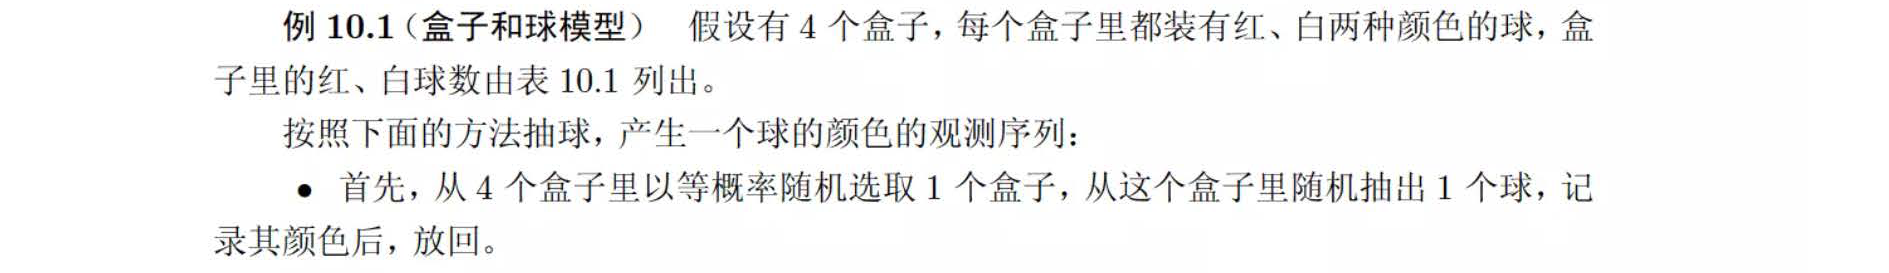 例 10.1（盒子和球模型） 假设有 4 个盒子，每个盒子里都装有红、白两种颜色的球，盒
子里的红、白球数由表 10.1 列出。
按照下面的方法抽球，产生一个球的颜色的观测序列：
• 首先，从 4 个盒子里以等概率随机选取 1 个盒子，从这个盒子里随机抽出 1 个球，记
录其颜色后，放回。